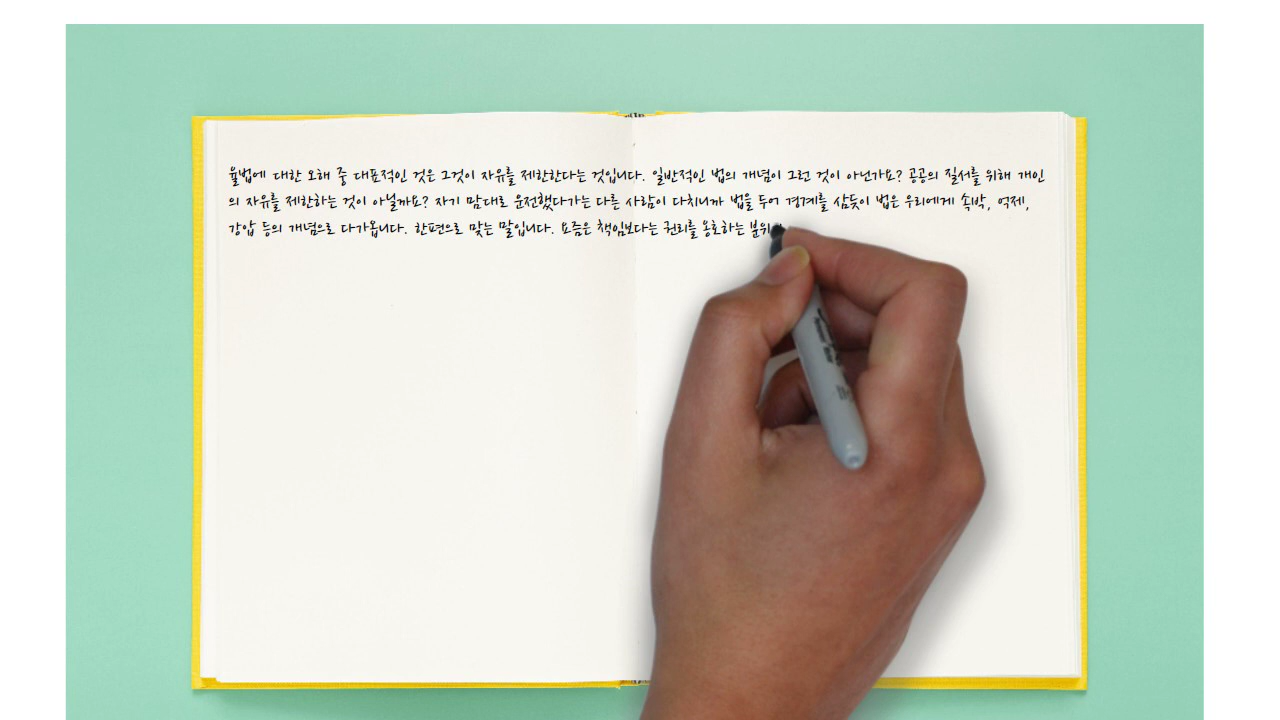 율법에 대한 오해 중 대표적인 것은 그것이 자유를 제한한다는 것입니다. 일반적인 법의 개념이 그런 것이 아닌가요? 공공의 질서를 위해 개인
의 자유를 제한하는 것이 아닐까요? 자기 맘대로 운전했다가는 다른 사람이 다치니까 법을 두어 경계를 삼듯이 법은 우리에게 속박, 억제,
강압 등의 개념으로 다가옵니다. 한편으로 맞는 말입니다. 요즘은 책임보다는 권리를 옹호하는 분위